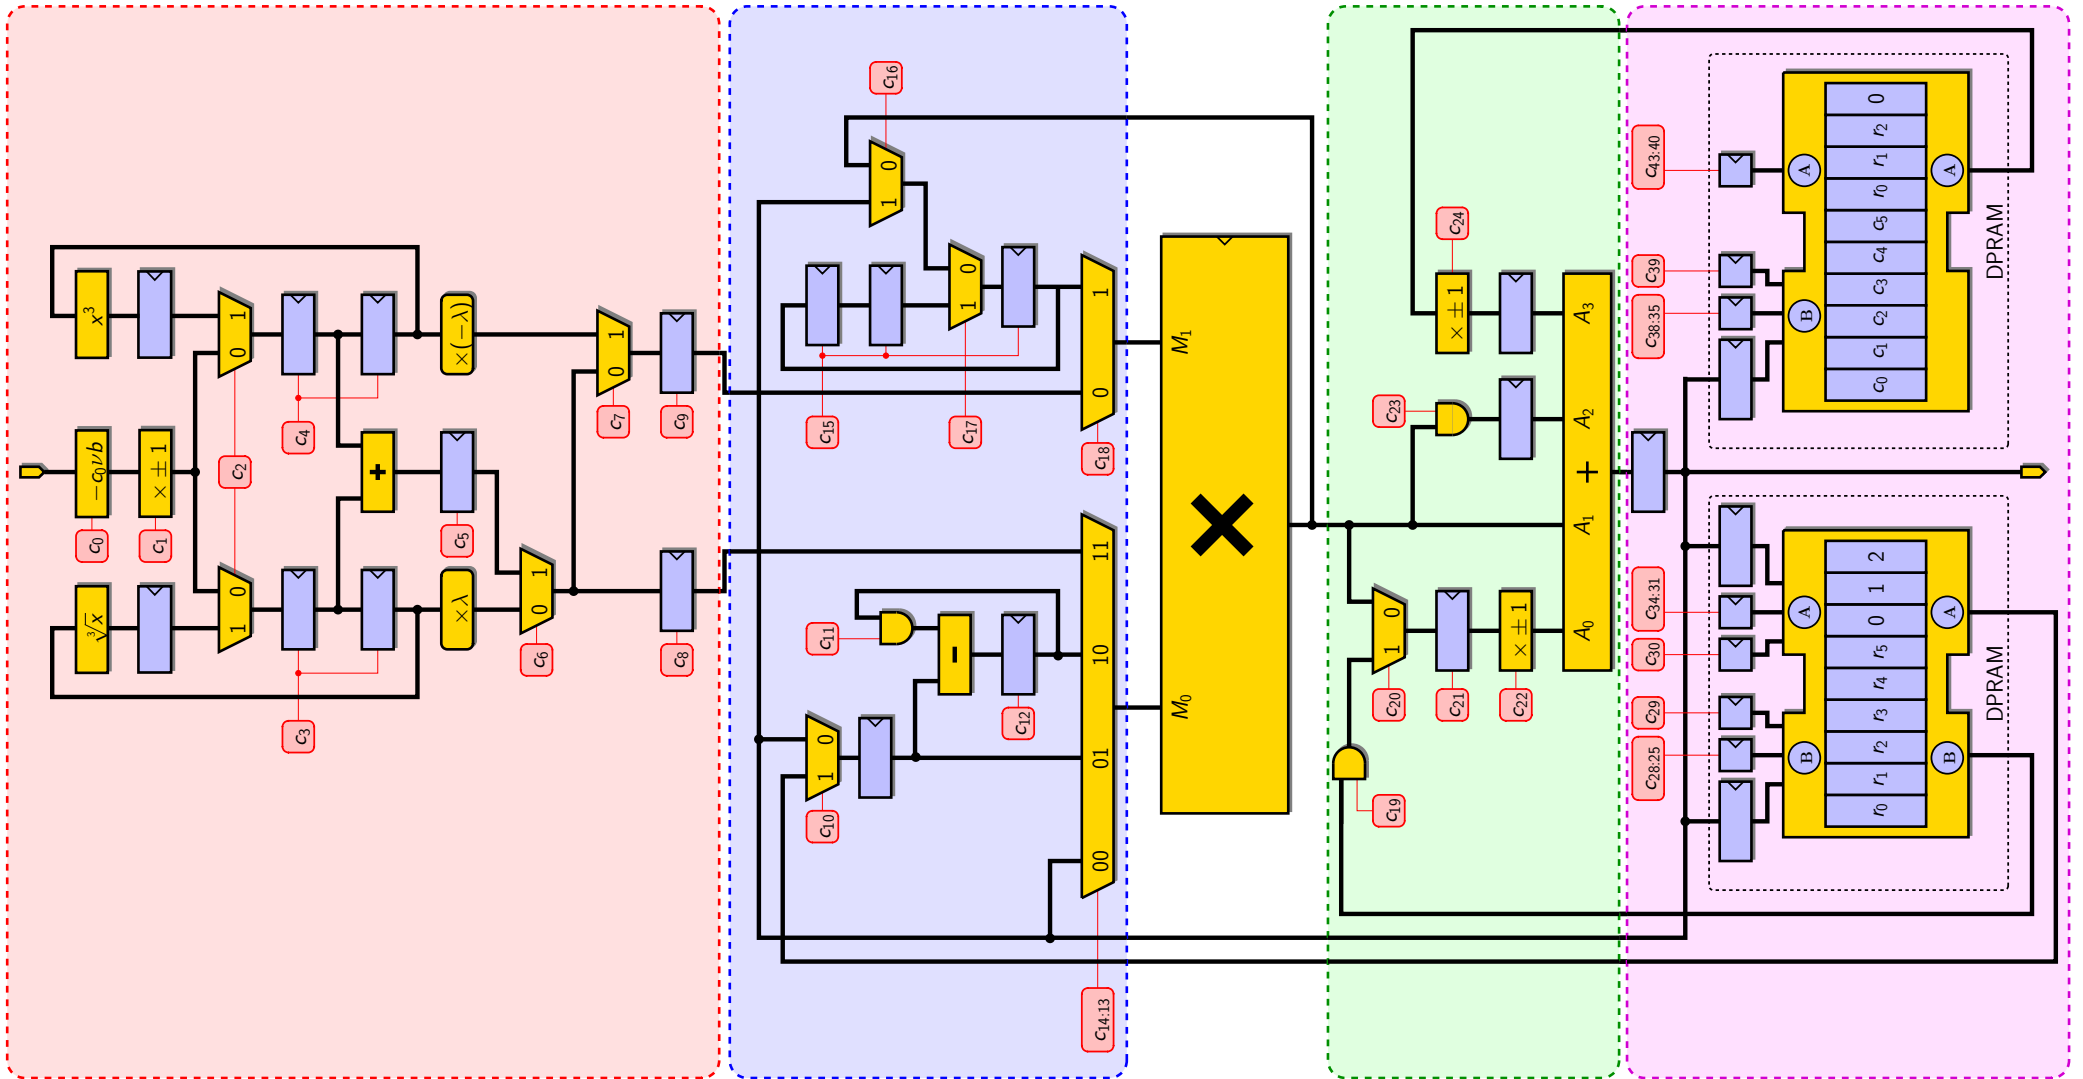 ∛x c₀ −c₀νb x³
c₁ ×±1
1 0 c₂ 0 1
c₃ c₄
+
×λ c₅ ×(−λ)
c₆ 0 1
c₇ 0 1
c₈ c₉
c₁₀ 1 0 c₁₁ c₁₅
1 0 c₁₆
− c₁₇ 1 0
c₁₂
c₁₄:₁₃ 00 01 10 11 c₁₈ 0 1
M₀ M₁
×
c₁₉ c₂₀ 1 0 c₂₃
c₂₁ ×±1 c₂₄
c₂₂ ×±1
A₀ A₁ + A₂ A₃
c₂₈:₂₅ c₂₉ c₃₀ c₃₄:₃₁ c₃₈:₃₅ c₃₉ c₄₃:₄₀
B A B A
r₀ r₁ r₂ r₃ r₄ r₅ 0 1 2 c₀ c₁ c₂ c₃ c₄ c₅ r₀ r₁ r₂ 0
B A A
DPRAM DPRAM